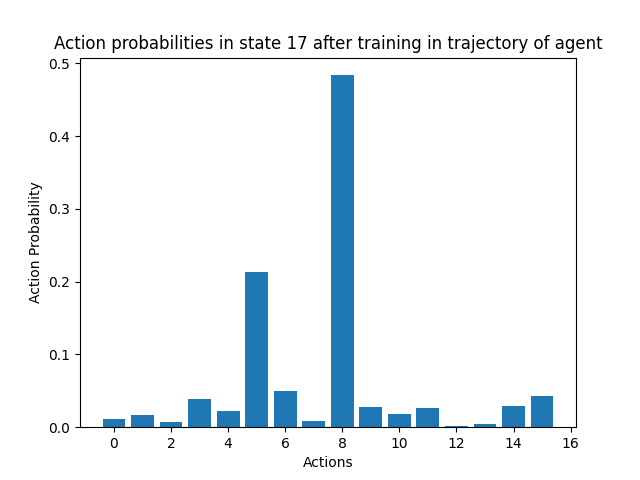 Action probabilities in state 17 after training in trajectory of agent
0.5
0.4
0.3
0.2
0.1
0.0
Action Probability
0 2 4 6 8 10 12 14 16
Actions